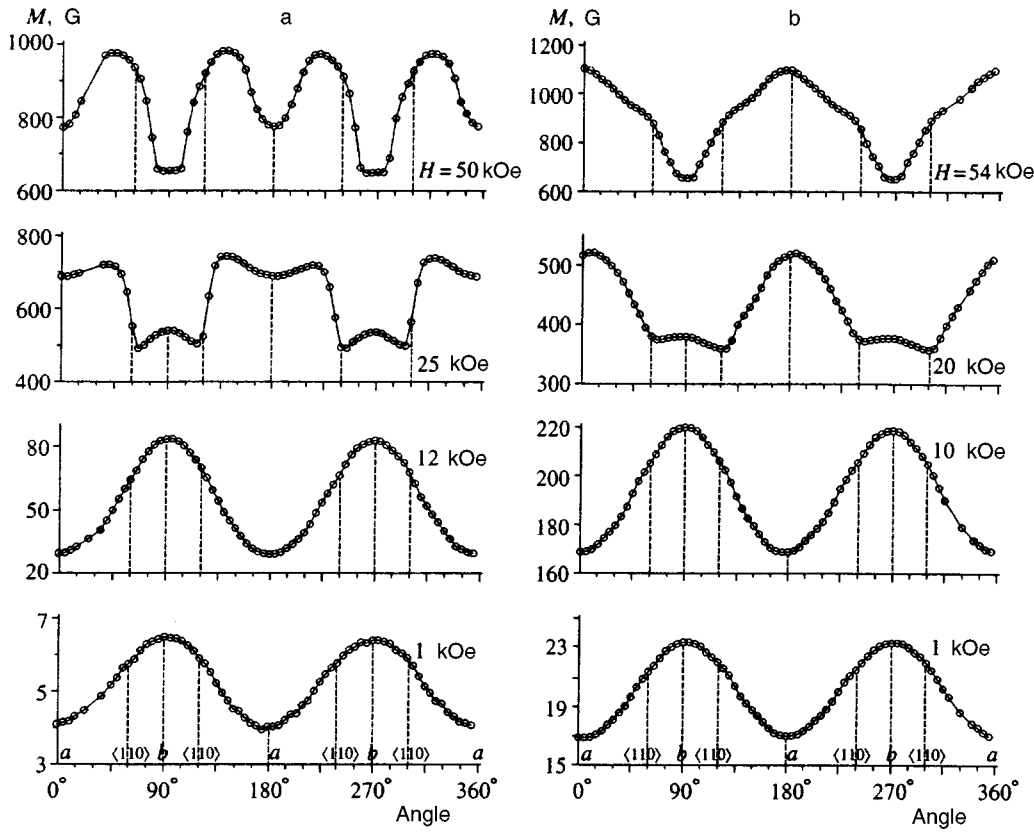 M, G a
1000
800
600
H = 50 kOe
800
600
400
25 kOe
80
50
20
12 kOe
7
5
3
1 kOe
a ⟨110⟩ b ⟨110⟩ a ⟨110⟩ b ⟨110⟩ a
0° 90° 180° 270° 360°
Angle
M, G b
1200
1000
800
600
H = 54 kOe
500
400
300
20 kOe
220
200
180
160
10 kOe
23
21
19
17
15
1 kOe
a ⟨110⟩ b ⟨110⟩ a ⟨110⟩ b ⟨110⟩ a
0° 90° 180° 270° 360°
Angle